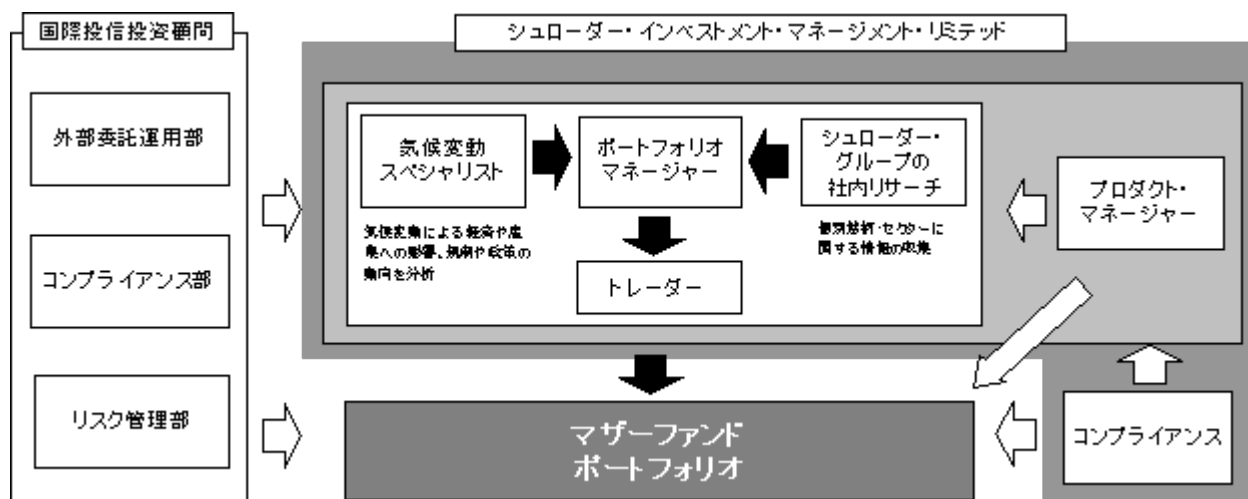 国際投信投資顧問
外部委託運用部
コンプライアンス部
リスク管理部
シュローダー・インベストメント・マネージメント・リミテッド
気候変動
スペシャリスト
気候変動による経済や産
業への影響、規制や政策の
動向を分析
ポートフォリオ
マネージャー
シュローダー・
グループの
社内リサーチ
個別銘柄・セクターに
関する情報の収集
トレーダー
プロダクト・
マネージャー
マザーファンド
ポートフォリオ
コンプライアンス